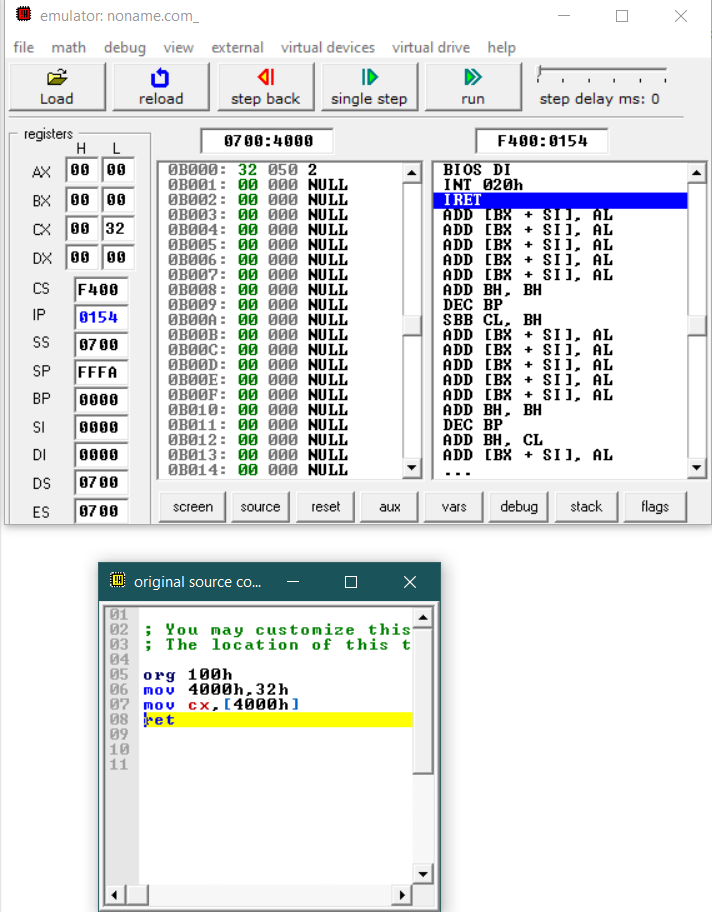 emulator: noname.com_
file math debug view external virtual devices virtual drive help
Load reload step back single step run step delay ms: 0
registers
H L
0700:4000 F400:0154
AX 00 00
BX 00 00
CX 00 32
DX 00 00
CS F400
IP 0154
SS 0700
SP FFFA
BP 0000
SI 0000
DI 0000
DS 0700
ES 0700
0B000: 32 050 2
0B001: 00 000 NULL
0B002: 00 000 NULL
0B003: 00 000 NULL
0B004: 00 000 NULL
0B005: 00 000 NULL
0B006: 00 000 NULL
0B007: 00 000 NULL
0B008: 00 000 NULL
0B009: 00 000 NULL
0B00A: 00 000 NULL
0B00B: 00 000 NULL
0B00C: 00 000 NULL
0B00D: 00 000 NULL
0B00E: 00 000 NULL
0B00F: 00 000 NULL
0B010: 00 000 NULL
0B011: 00 000 NULL
0B012: 00 000 NULL
0B013: 00 000 NULL
0B014: 00 000 NULL
BIOS DI
INT 020h
IRET
ADD [BX + SI], AL
ADD [BX + SI], AL
ADD [BX + SI], AL
ADD [BX + SI], AL
ADD [BX + SI], AL
ADD BH, BH
DEC BP
SBB CL, BH
ADD [BX + SI], AL
ADD [BX + SI], AL
ADD [BX + SI], AL
ADD [BX + SI], AL
ADD [BX + SI], AL
ADD BH, BH
DEC BP
ADD BH, CL
ADD [BX + SI], AL
...
screen source reset aux vars debug stack flags
original source co...
01
02 ; You may customize this
03 ; The location of this t
04
05 org 100h
06 mov 4000h,32h
07 mov cx,[4000h]
08 ret
09
10
11